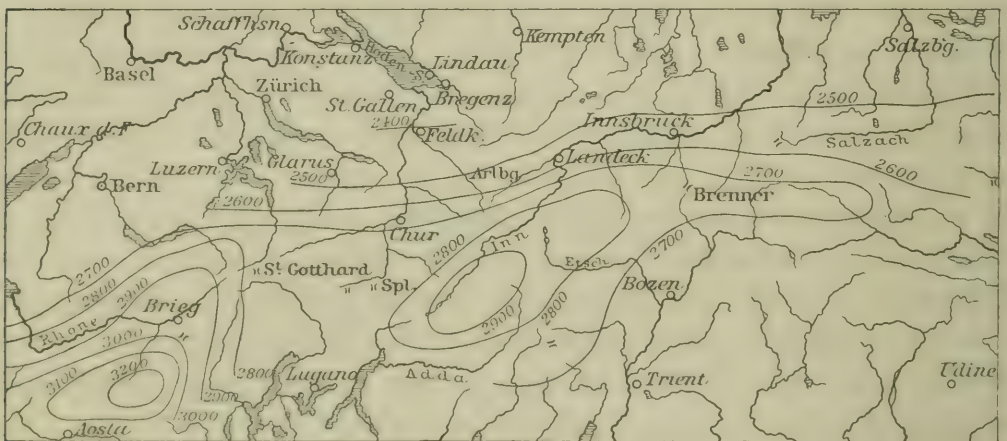 Schaffhsn.
Kempten
Salzbg.
Basel
Konstanz
Boden-S.
Lindau
Zürich
St. Gallen
Bregenz
2500
2400
Feldk.
Innsbruck
Chaux d. F.
Salzach
Glarus
Arlbg
Landeck
Luzern
2500
2700
2600
Bern
2600
Brenner
Chur
2800
Inn
2700
St. Gotthard
Etsch
2700
2800
2900
Spl.
Bozen
Brieg
2900
2800
Rhone
3000
3100
3200
2800
Lugano
Adda
Trient
Udine
2900
3000
Aosta